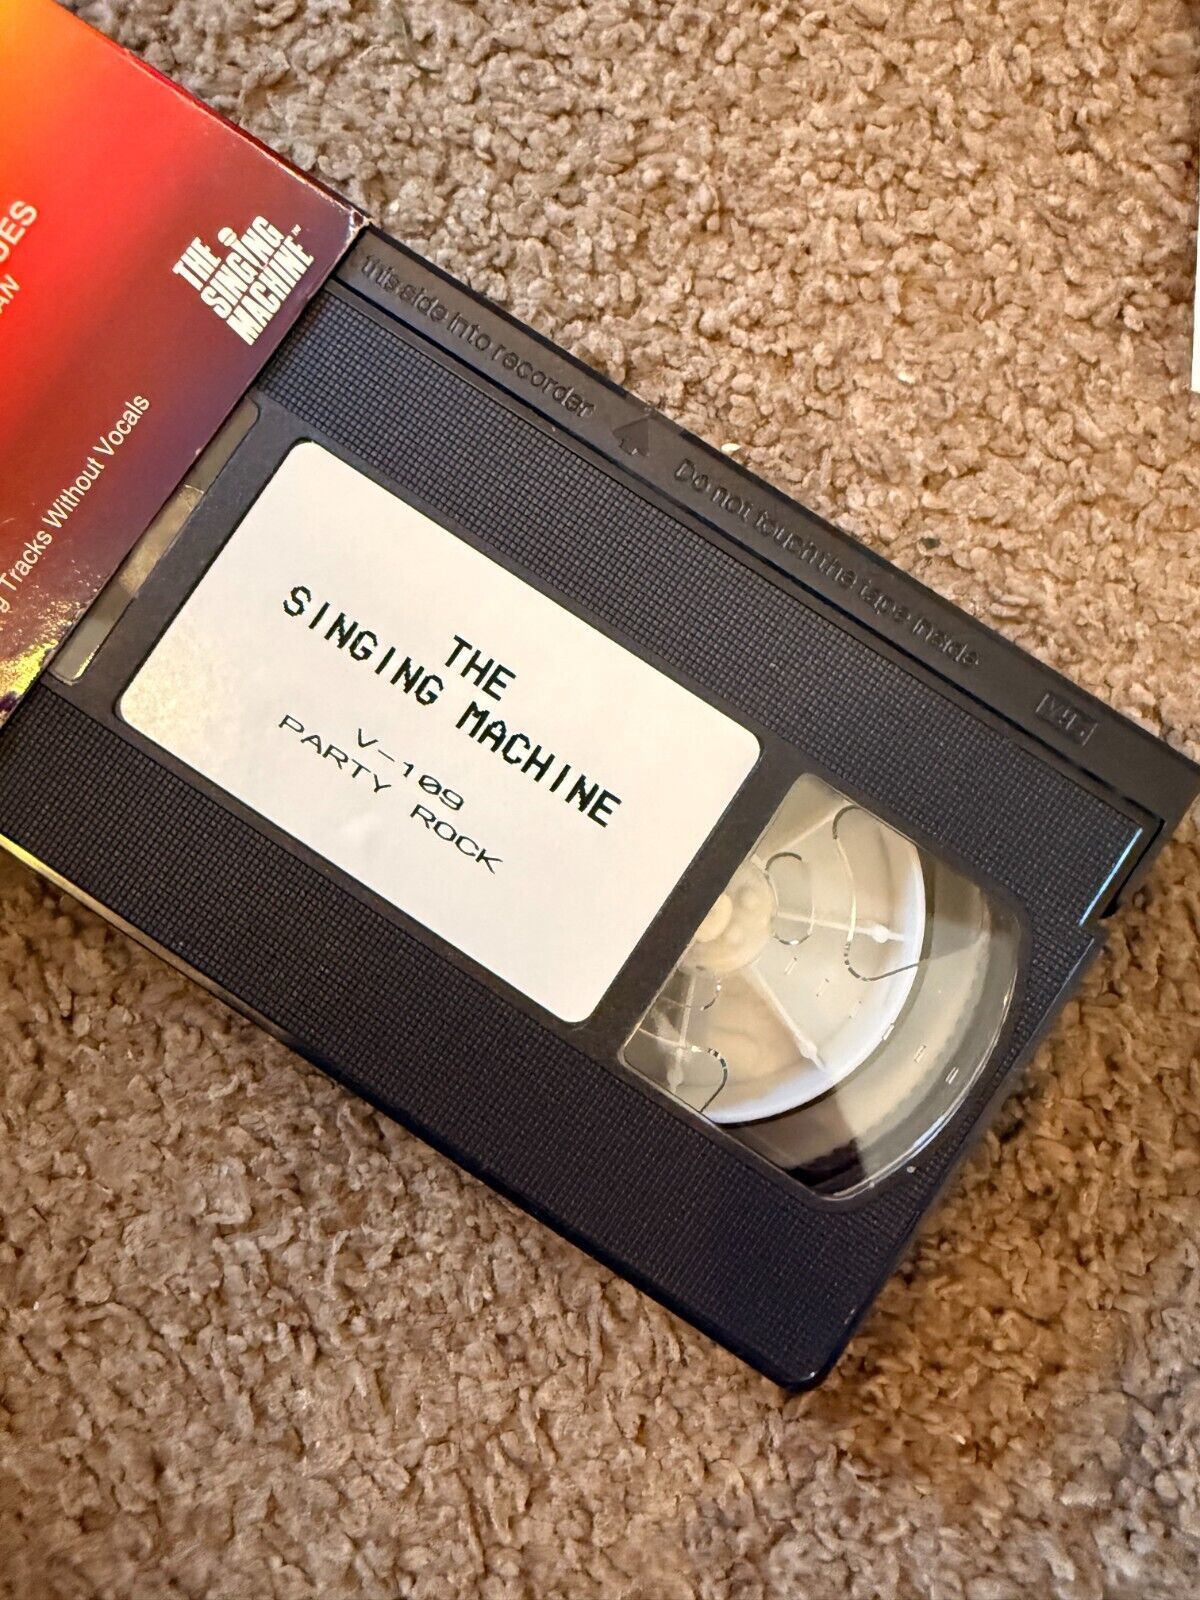 THE
SINGING
MACHINE™
Tracks Without Vocals
this side into recorder
Do not touch the tape inside
THE
SINGING MACHINE
V-109
PARTY ROCK